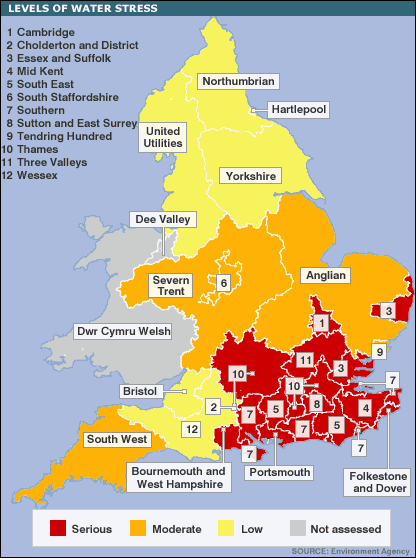 LEVELS OF WATER STRESS
1 Cambridge
2 Cholderton and District
3 Essex and Suffolk
4 Mid Kent
5 South East
6 South Staffordshire
7 Southern
8 Sutton and East Surrey
9 Tendring Hundred
10 Thames
11 Three Valleys
12 Wessex
Northumbrian
Hartlepool
United
Utilities
Yorkshire
Dee Valley
Severn
Trent
6
Anglian
3
1
Dwr Cymru Welsh
9
11
3
10
10
7
Bristol
2
7
5
8
4
12
7
5
South West
7
7
Bournemouth and
West Hampshire
Portsmouth
Folkestone
and Dover
Serious
Moderate
Low
Not assessed
SOURCE: Environment Agency